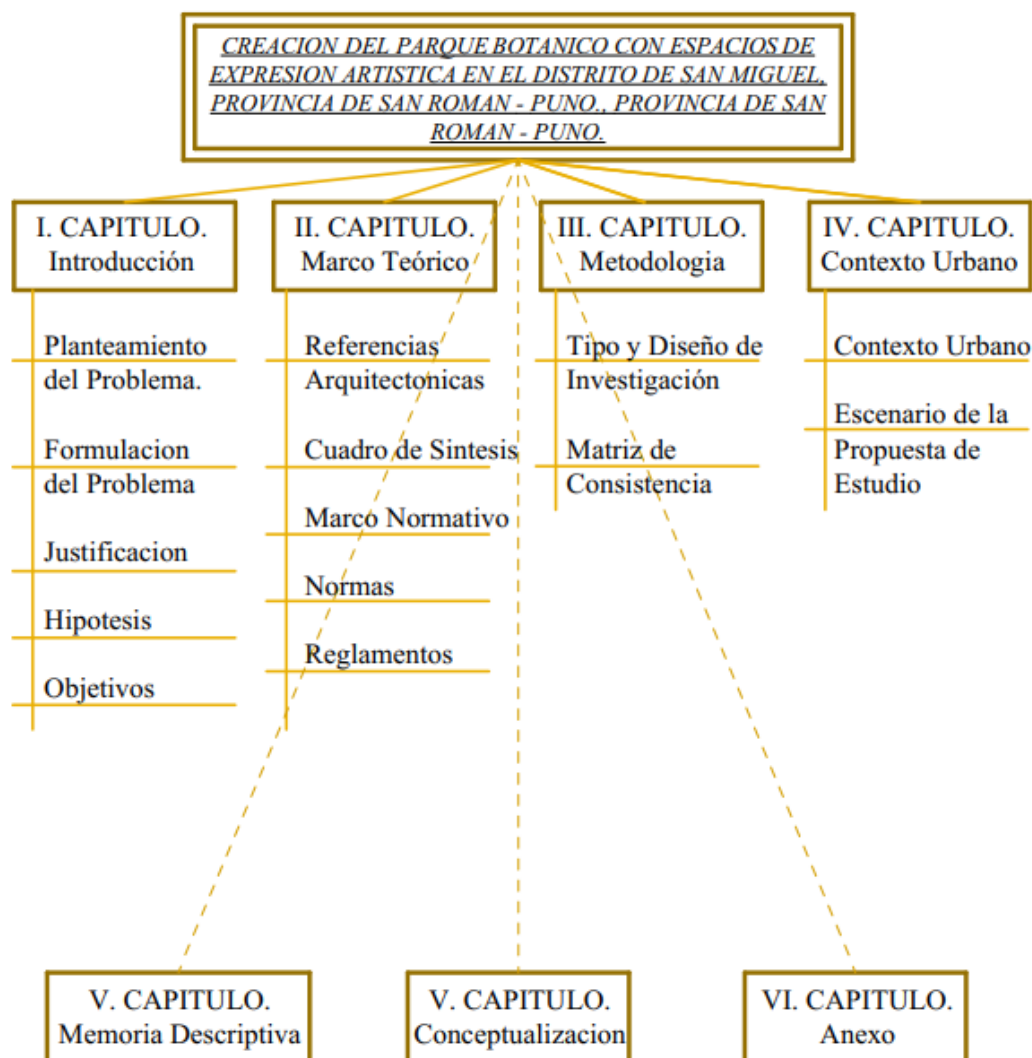 CREACION DEL PARQUE BOTANICO CON ESPACIOS DE
EXPRESION ARTISTICA EN EL DISTRITO DE SAN MIGUEL,
PROVINCIA DE SAN ROMAN - PUNO., PROVINCIA DE SAN
ROMAN - PUNO.
I. CAPITULO.
Introducción
Planteamiento
del Problema.
Formulacion
del Problema
Justificacion
Hipotesis
Objetivos
II. CAPITULO.
Marco Teórico
Referencias
Arquitectonicas
Cuadro de Sintesis
Marco Normativo
Normas
Reglamentos
III. CAPITULO.
Metodologia
Tipo y Diseño de
Investigación
Matriz de
Consistencia
IV. CAPITULO.
Contexto Urbano
Contexto Urbano
Escenario de la
Propuesta de
Estudio
V. CAPITULO.
Memoria Descriptiva
V. CAPITULO.
Conceptualizacion
VI. CAPITULO.
Anexo